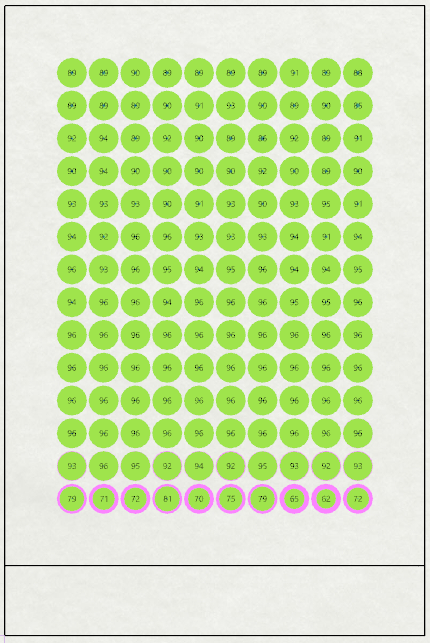 89 89 90 89 89 89 89 91 89 88
89 89 89 90 91 93 90 89 90 85
92 94 89 92 90 89 86 92 89 91
90 94 90 90 90 90 92 90 89 90
93 93 93 90 91 93 90 93 95 91
94 92 96 96 93 93 93 94 91 94
96 93 96 95 94 95 96 94 94 95
94 96 96 94 96 96 96 95 95 96
96 96 96 96 96 96 96 96 96 96
96 96 96 96 96 96 96 96 96 96
96 96 96 96 96 96 96 96 96 96
96 96 96 96 96 96 96 96 96 96
93 96 95 92 94 92 95 93 92 93
79 71 72 81 70 75 79 65 62 72